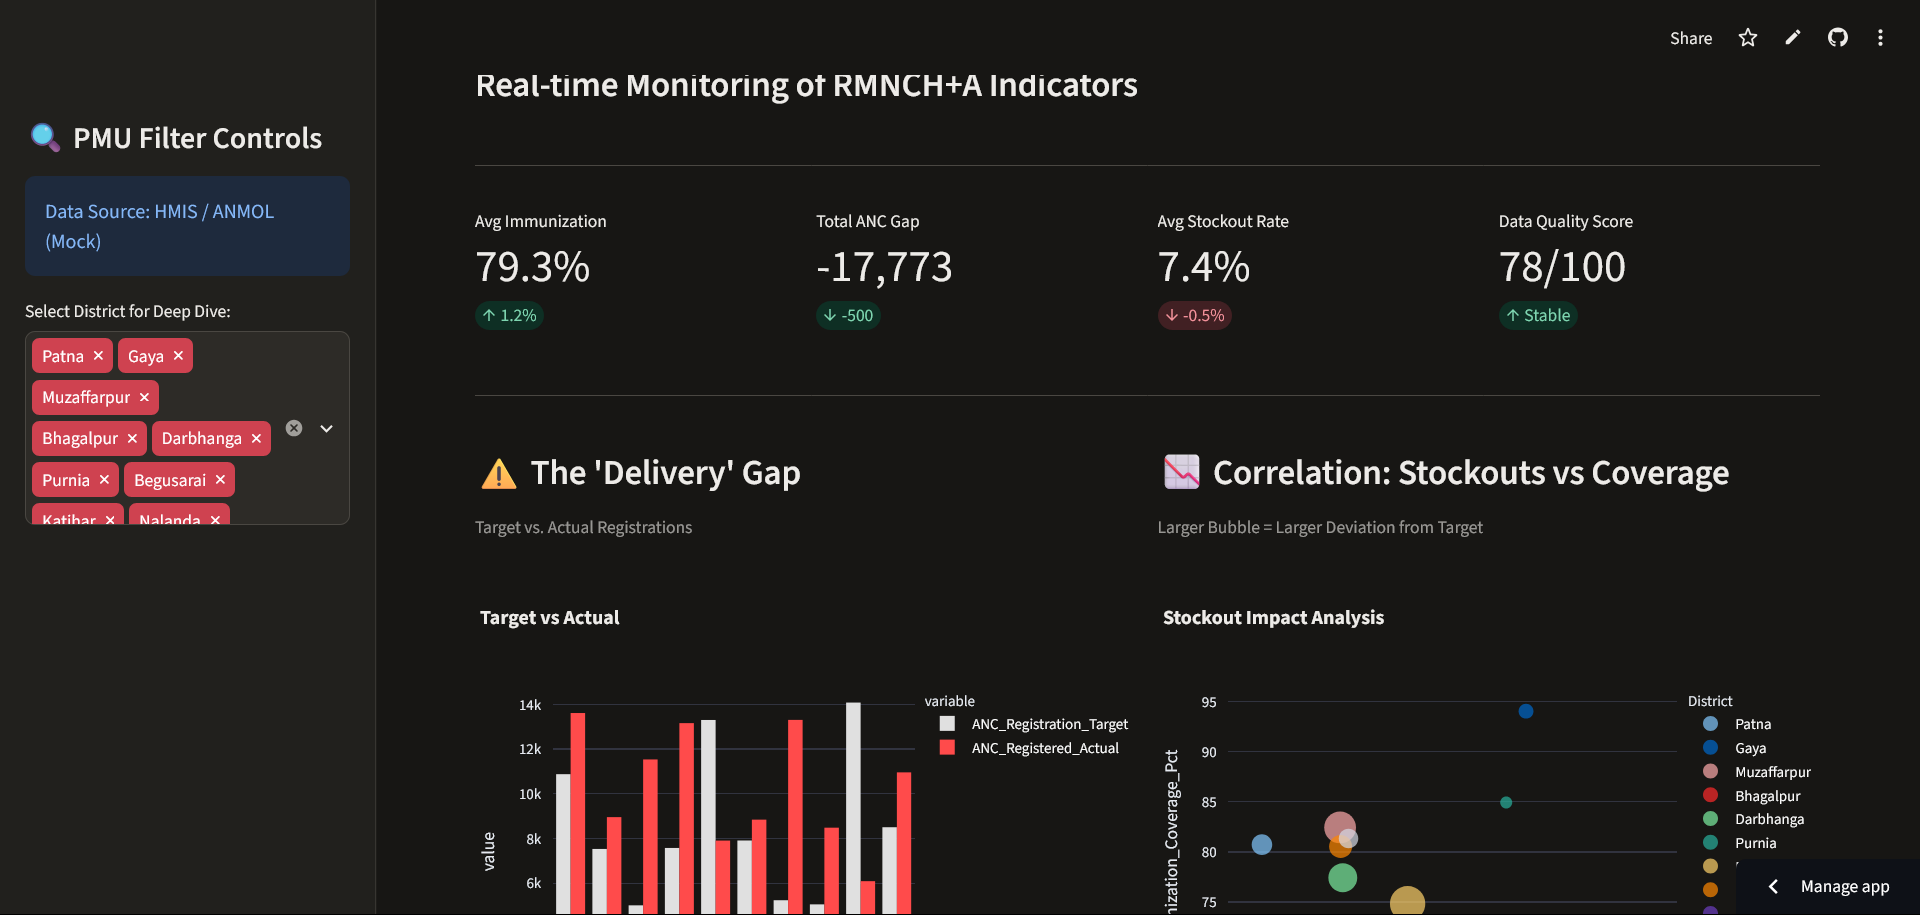 Share
Real-time Monitoring of RMNCH+A Indicators
PMU Filter Controls
Data Source: HMIS / ANMOL
(Mock)
Select District for Deep Dive:
Patna
Gaya
Muzaffarpur
Bhagalpur
Darbhanga
Purnia
Begusarai
Katihar
Nalanda
Avg Immunization
79.3%
↑ 1.2%
Total ANC Gap
-17,773
↓ -500
Avg Stockout Rate
7.4%
↓ -0.5%
Data Quality Score
78/100
↑ Stable
The 'Delivery' Gap
Target vs. Actual Registrations
Target vs Actual
14k
12k
10k
8k
6k
value
variable
ANC_Registration_Target
ANC_Registered_Actual
Correlation: Stockouts vs Coverage
Larger Bubble = Larger Deviation from Target
Stockout Impact Analysis
95
90
85
80
75
nization_Coverage_Pct
District
Patna
Gaya
Muzaffarpur
Bhagalpur
Darbhanga
Purnia
Manage app